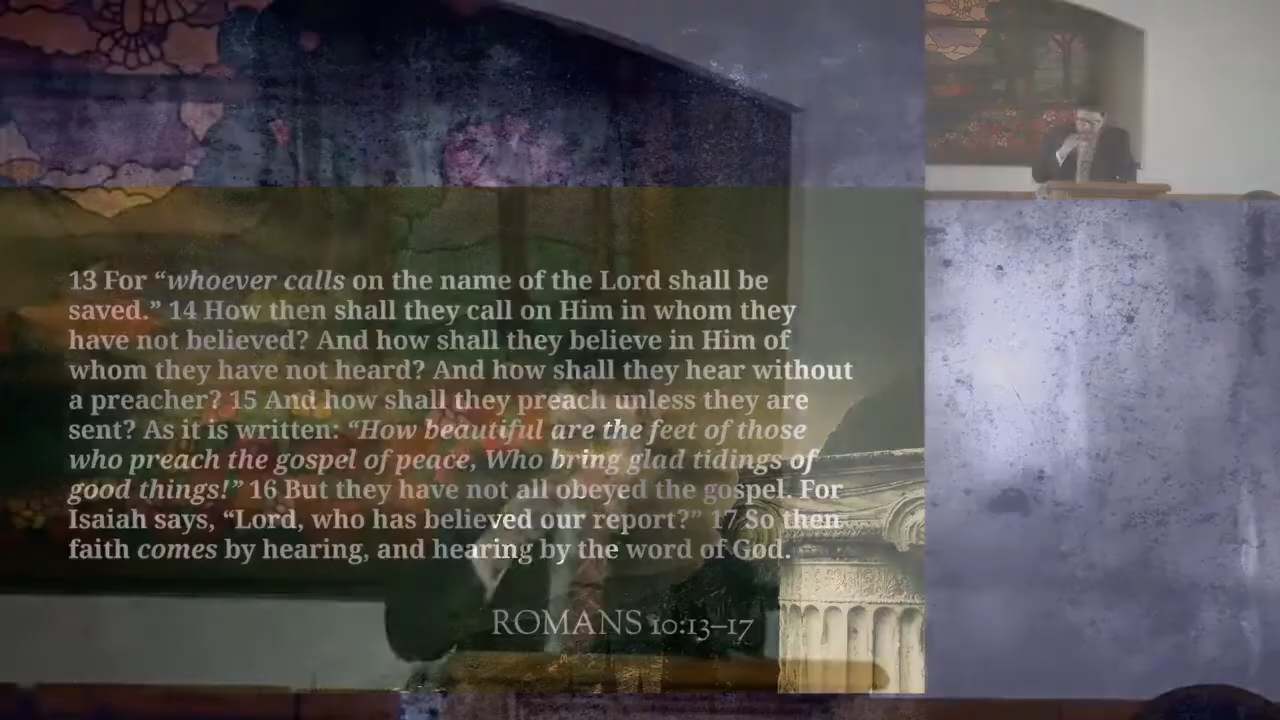 13 For “whoever calls on the name of the Lord shall be
saved.” 14 How then shall they call on Him in whom they
have not believed? And how shall they believe in Him of
whom they have not heard? And how shall they hear without
a preacher? 15 And how shall they preach unless they are
sent? As it is written: “How beautiful are the feet of those
who preach the gospel of peace, Who bring glad tidings of
good things!” 16 But they have not all obeyed the gospel. For
Isaiah says, “Lord, who has believed our report?” 17 So then
faith comes by hearing, and hearing by the word of God.
ROMANS 10:13–17